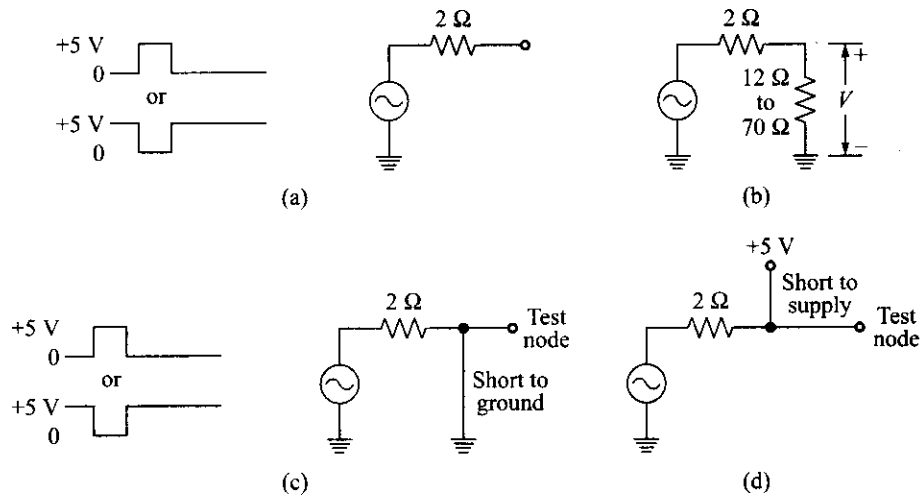 +5 V
0
or
+5 V
0
2 Ω
(a)
2 Ω
12 Ω
to
70 Ω
+
V
−
(b)
+5 V
0
or
+5 V
0
2 Ω
Test
node
Short to
ground
(c)
+5 V
Short to
supply
2 Ω
Test
node
(d)